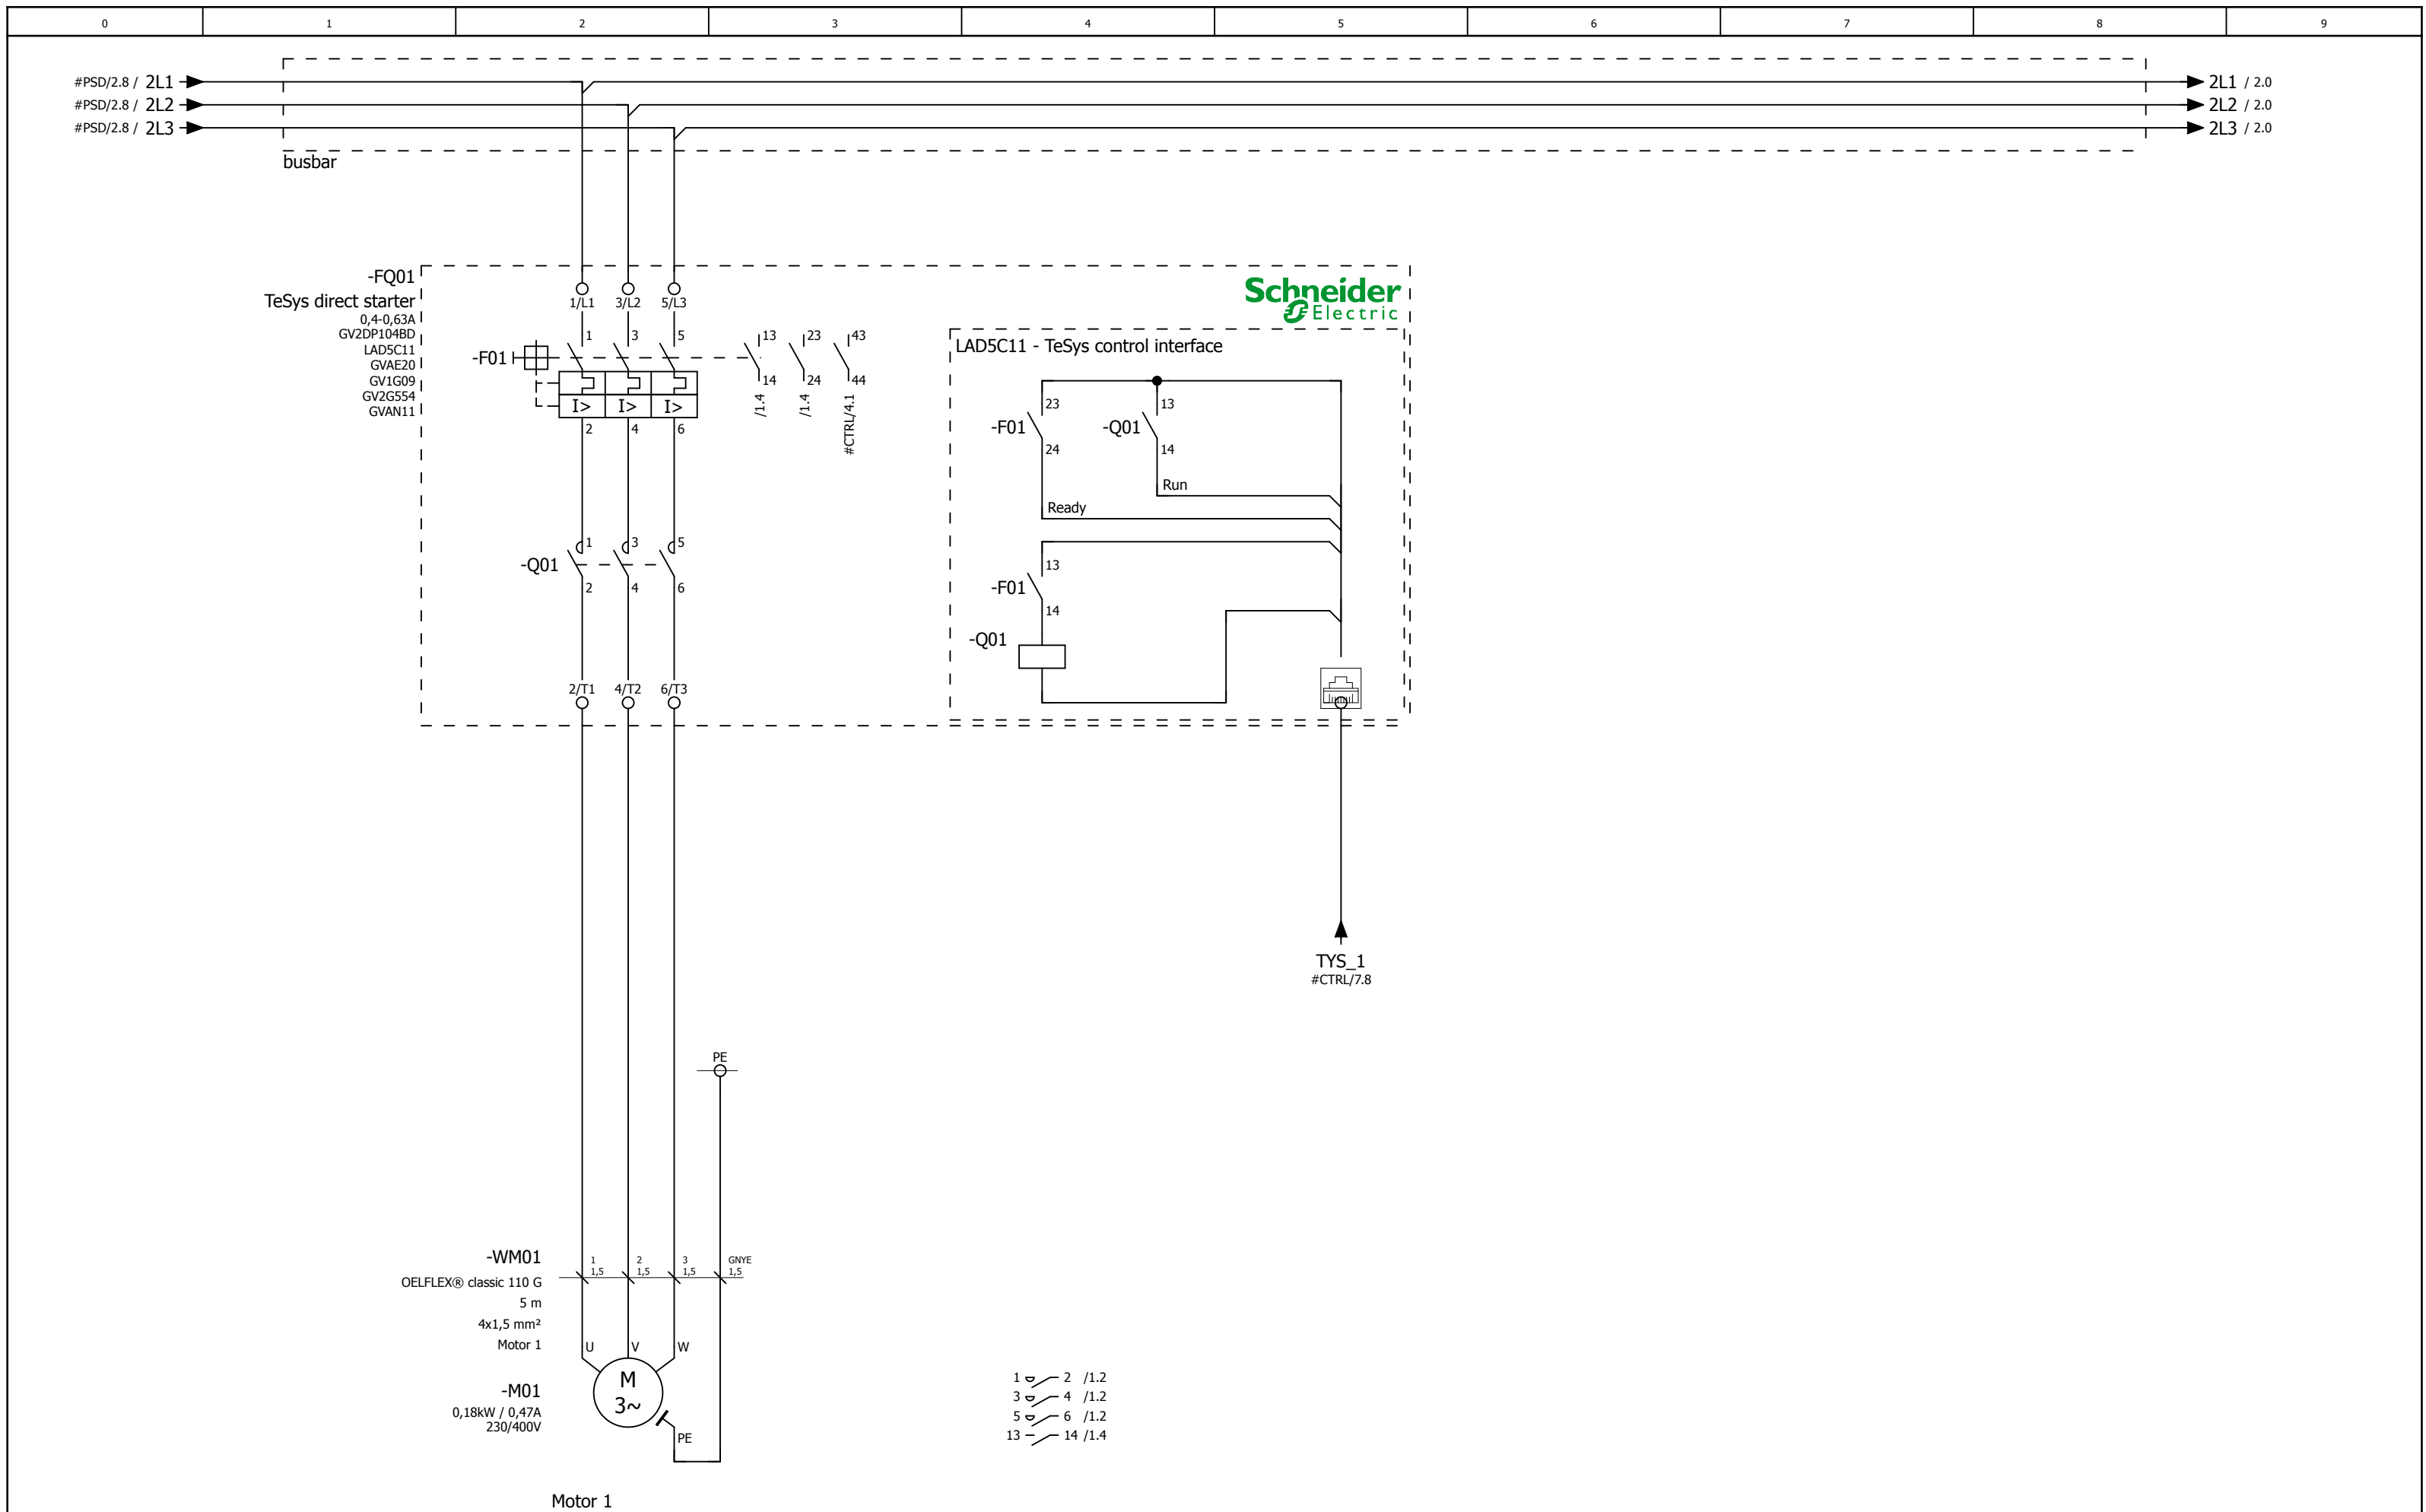 0 1 2 3 4 5 6 7 8 9
#PSD/2.8 / 2L1 2L1 / 2.0
#PSD/2.8 / 2L2 2L2 / 2.0
#PSD/2.8 / 2L3 2L3 / 2.0
busbar
-FQ01
TeSys direct starter
0,4-0,63A
GV2DP104BD
LAD5C11
GVAE20
GV1G09
GV2G554
GVAN11
1/L1 3/L2 5/L3
-F01
1 3 5
13 23 43
14 24 44
I> I> I>
2 4 6
/1.4 /1.4 #CTRL/4.1
-Q01
1 3 5
2 4 6
2/T1 4/T2 6/T3
Schneider
Electric
LAD5C11 - TeSys control interface
23 13
-F01 -Q01
24 14
Run
Ready
13
-F01
14
-Q01
TYS_1
#CTRL/7.8
PE
-WM01
OELFLEX® classic 110 G
5 m
4x1,5 mm²
Motor 1
1 2 3 GNYE
1,5 1,5 1,5 1,5
U V W
-M01
0,18kW / 0,47A
230/400V
M
3~
PE
Motor 1
1 2 /1.2
3 4 /1.2
5 6 /1.2
13 14 /1.4